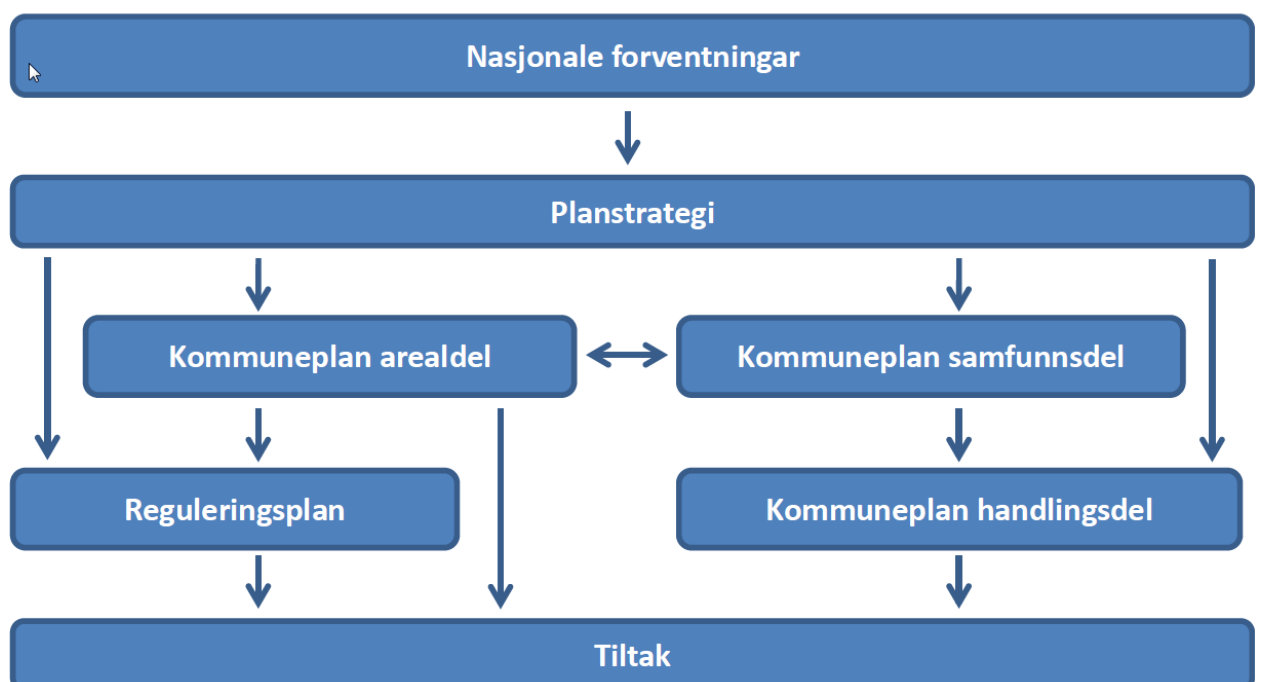 Nasjonale forventningar
Planstrategi
Kommuneplan arealdel
Kommuneplan samfunnsdel
Reguleringsplan
Kommuneplan handlingsdel
Tiltak